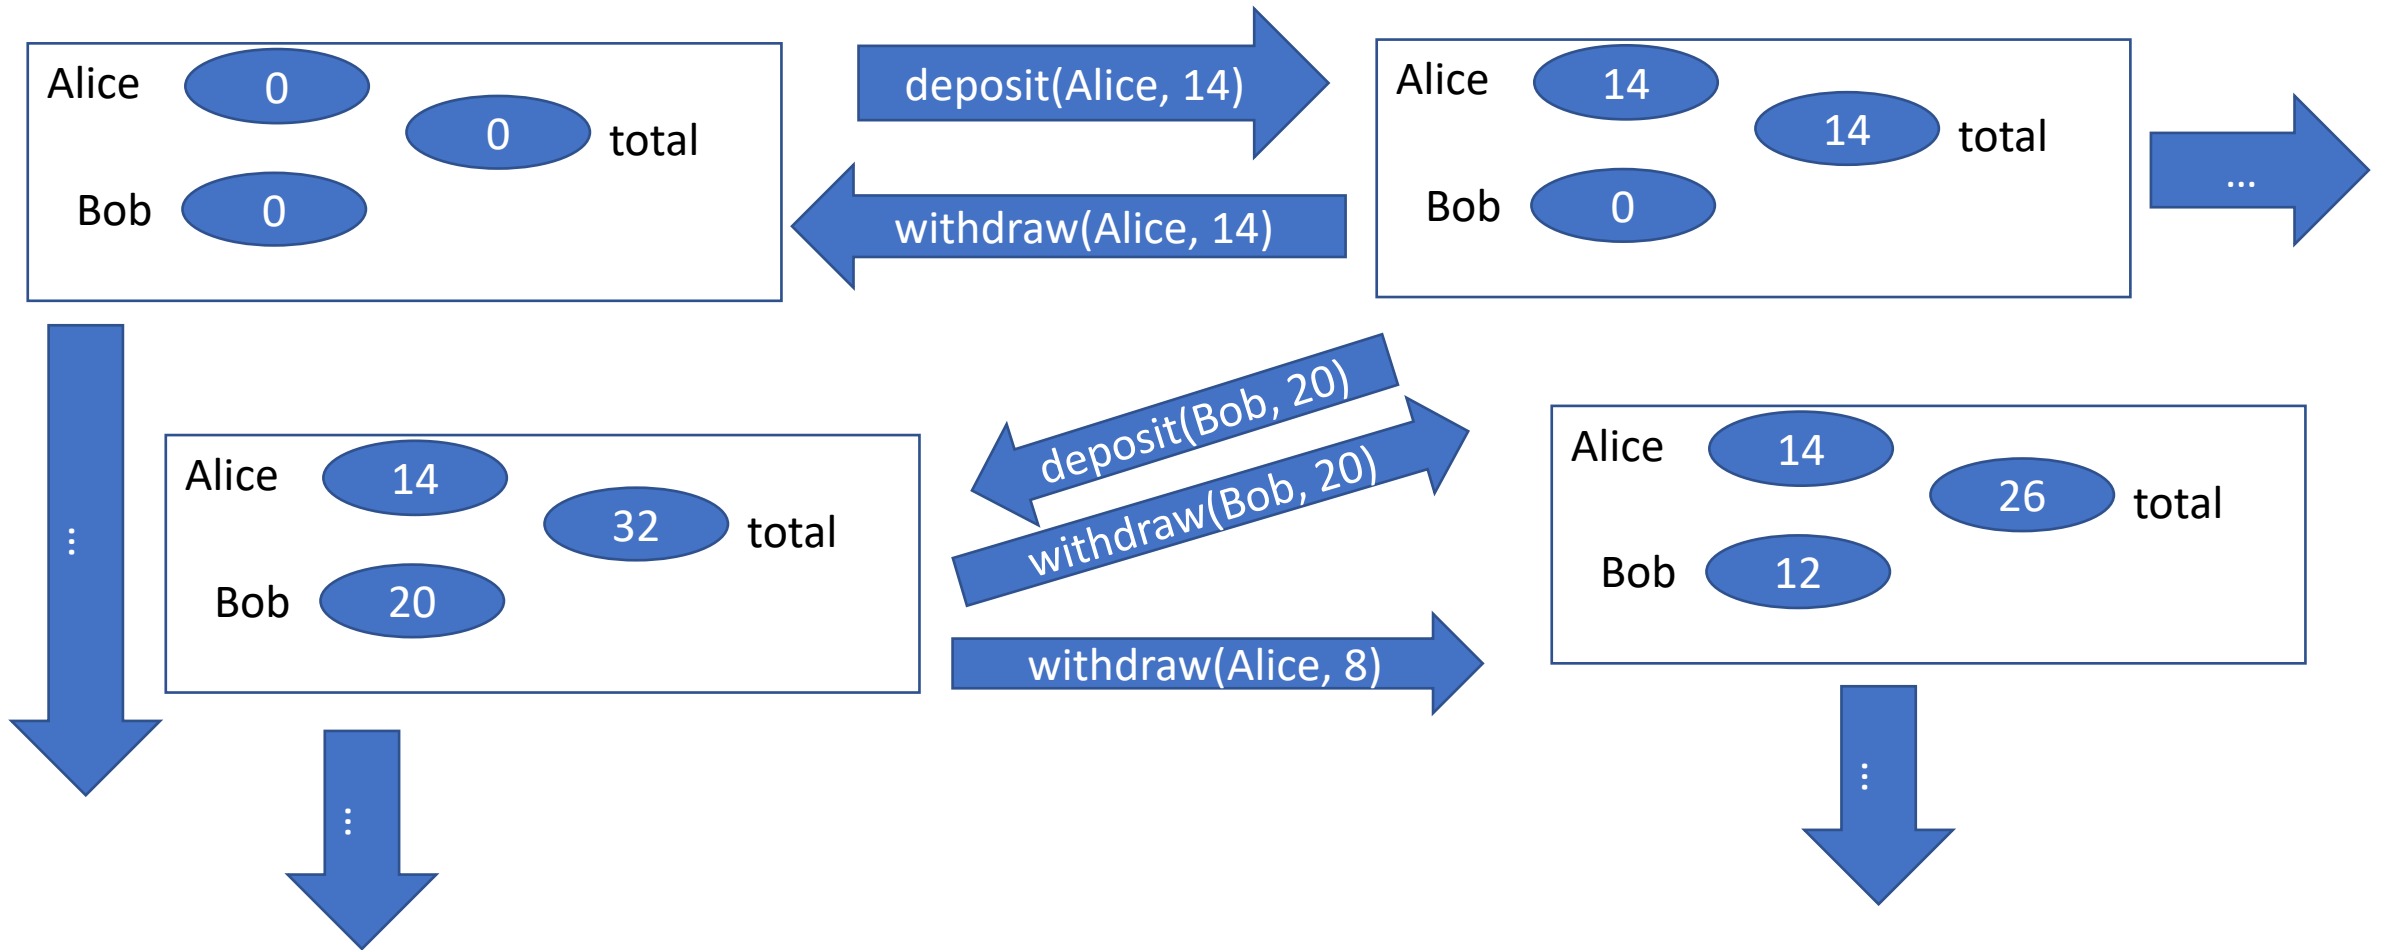 Alice 0
0 total
Bob 0
deposit(Alice, 14)
withdraw(Alice, 14)
Alice 14
14 total
Bob 0
...
...
deposit(Bob, 20)
withdraw(Bob, 20)
withdraw(Alice, 8)
Alice 14
32 total
Bob 20
...
Alice 14
26 total
Bob 12
...